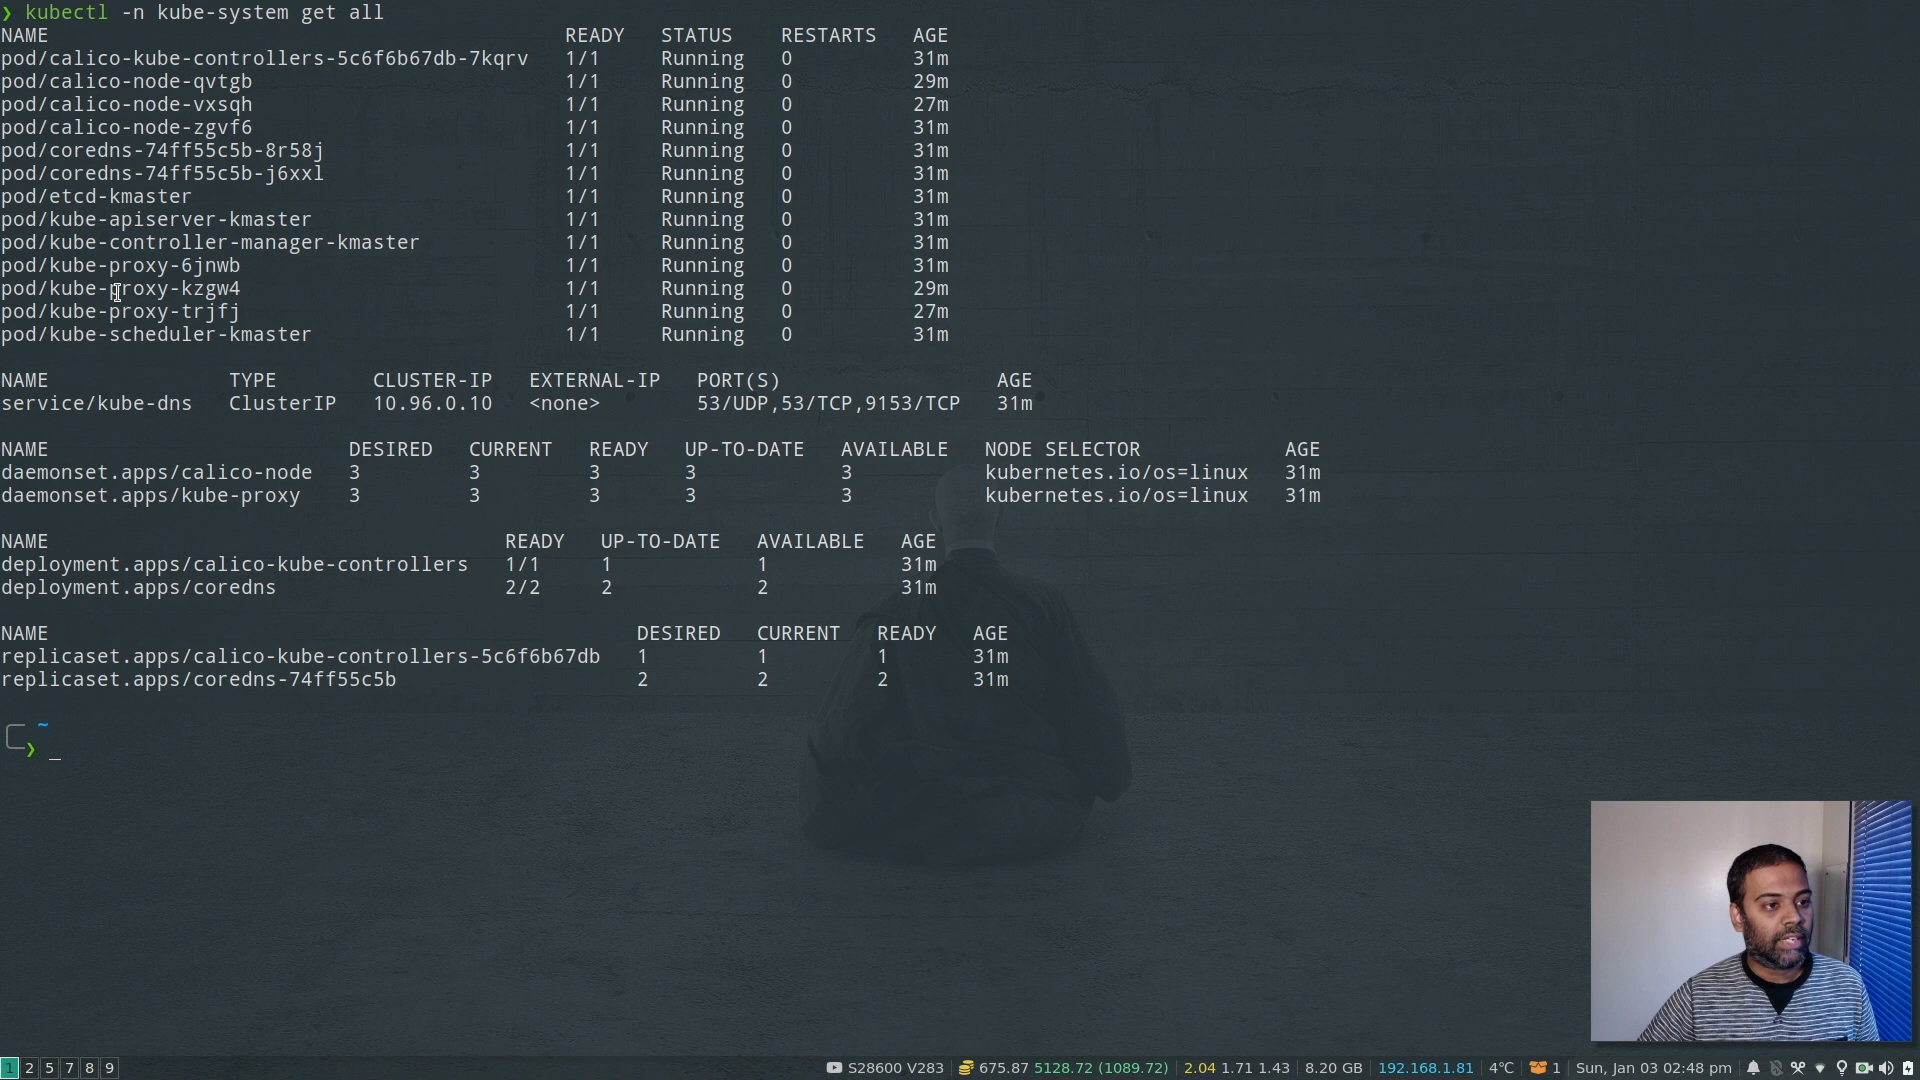 ❯ kubectl -n kube-system get all
NAME READY STATUS RESTARTS AGE
pod/calico-kube-controllers-5c6f6b67db-7kqrv 1/1 Running 0 31m
pod/calico-node-qvtgb 1/1 Running 0 29m
pod/calico-node-vxsqh 1/1 Running 0 27m
pod/calico-node-zgvf6 1/1 Running 0 31m
pod/coredns-74ff55c5b-8r58j 1/1 Running 0 31m
pod/coredns-74ff55c5b-j6xxl 1/1 Running 0 31m
pod/etcd-kmaster 1/1 Running 0 31m
pod/kube-apiserver-kmaster 1/1 Running 0 31m
pod/kube-controller-manager-kmaster 1/1 Running 0 31m
pod/kube-proxy-6jnwb 1/1 Running 0 31m
pod/kube-proxy-kzgw4 1/1 Running 0 29m
pod/kube-proxy-trjfj 1/1 Running 0 27m
pod/kube-scheduler-kmaster 1/1 Running 0 31m
NAME TYPE CLUSTER-IP EXTERNAL-IP PORT(S) AGE
service/kube-dns ClusterIP 10.96.0.10 <none> 53/UDP,53/TCP,9153/TCP 31m
NAME DESIRED CURRENT READY UP-TO-DATE AVAILABLE NODE SELECTOR AGE
daemonset.apps/calico-node 3 3 3 3 3 kubernetes.io/os=linux 31m
daemonset.apps/kube-proxy 3 3 3 3 3 kubernetes.io/os=linux 31m
NAME READY UP-TO-DATE AVAILABLE AGE
deployment.apps/calico-kube-controllers 1/1 1 1 31m
deployment.apps/coredns 2/2 2 2 31m
NAME DESIRED CURRENT READY AGE
replicaset.apps/calico-kube-controllers-5c6f6b67db 1 1 1 31m
replicaset.apps/coredns-74ff55c5b 2 2 2 31m
~
❯ _
1 2 5 7 8 9 S28600 V283 675.87 5128.72 (1089.72) 2.04 1.71 1.43 8.20 GB 192.168.1.81 4°C 1 Sun, Jan 03 02:48 pm